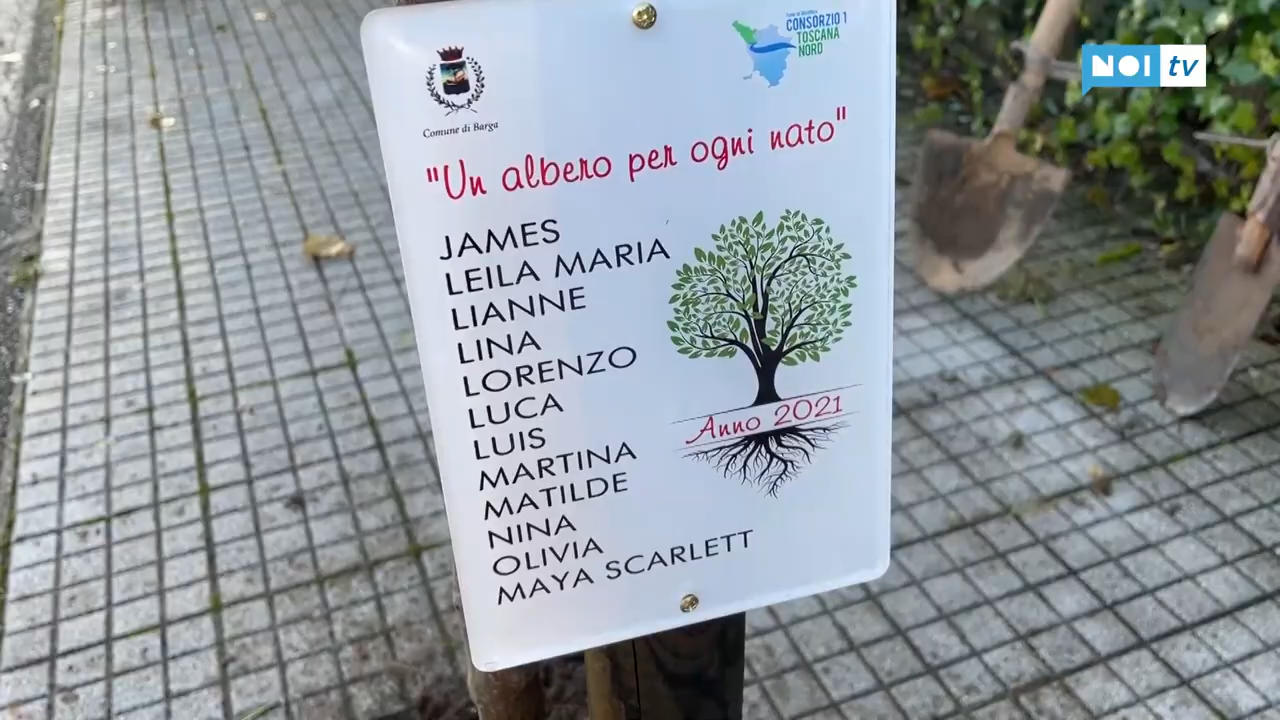 NOI tv
CONSORZIO 1
TOSCANA
NORD
Comune di Barga
"Un albero per ogni nato"
JAMES
LEILA MARIA
LIANNE
LINA
LORENZO
LUCA
LUIS
MARTINA
MATILDE
NINA
OLIVIA
MAYA SCARLETT
Anno 2021